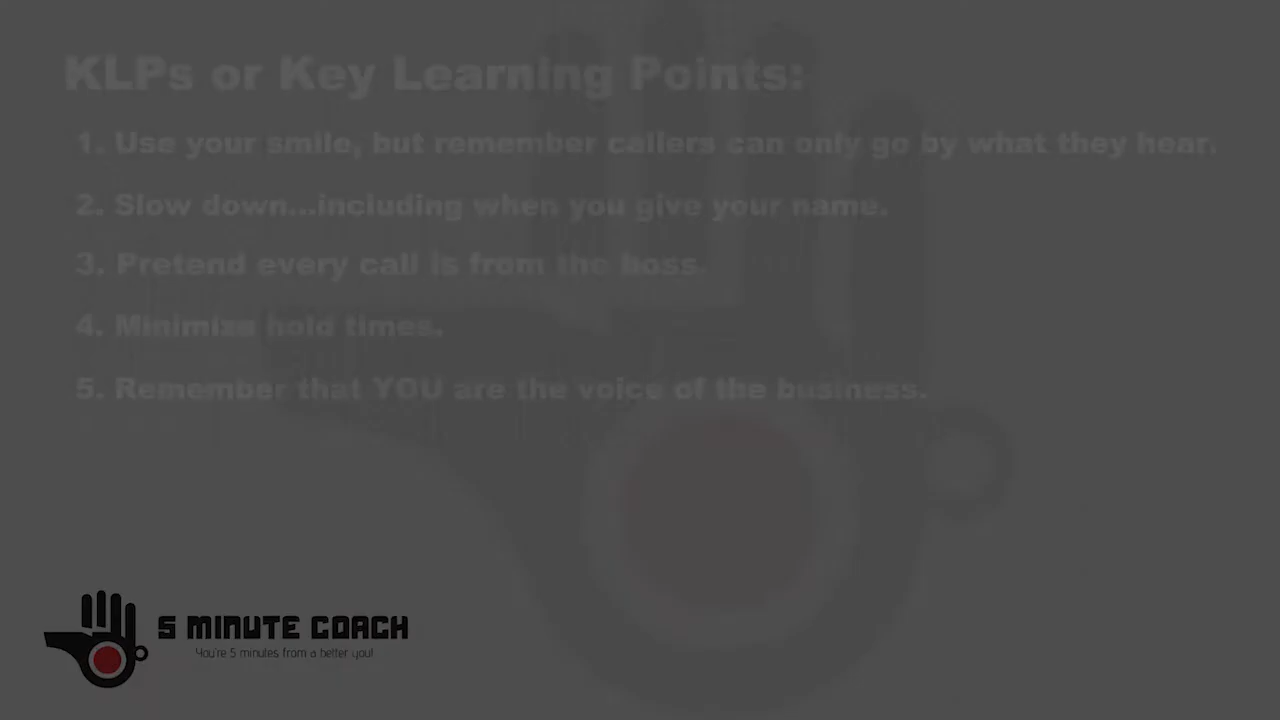 KLPs or Key Learning Points:
1. Use your smile, but remember callers can only go by what they hear.
2. Slow down...including when you give your name.
3. Pretend every call is from the boss.
4. Minimize hold times.
5. Remember that YOU are the voice of the business.
5 MINUTE COACH
You're 5 minutes from a better you!